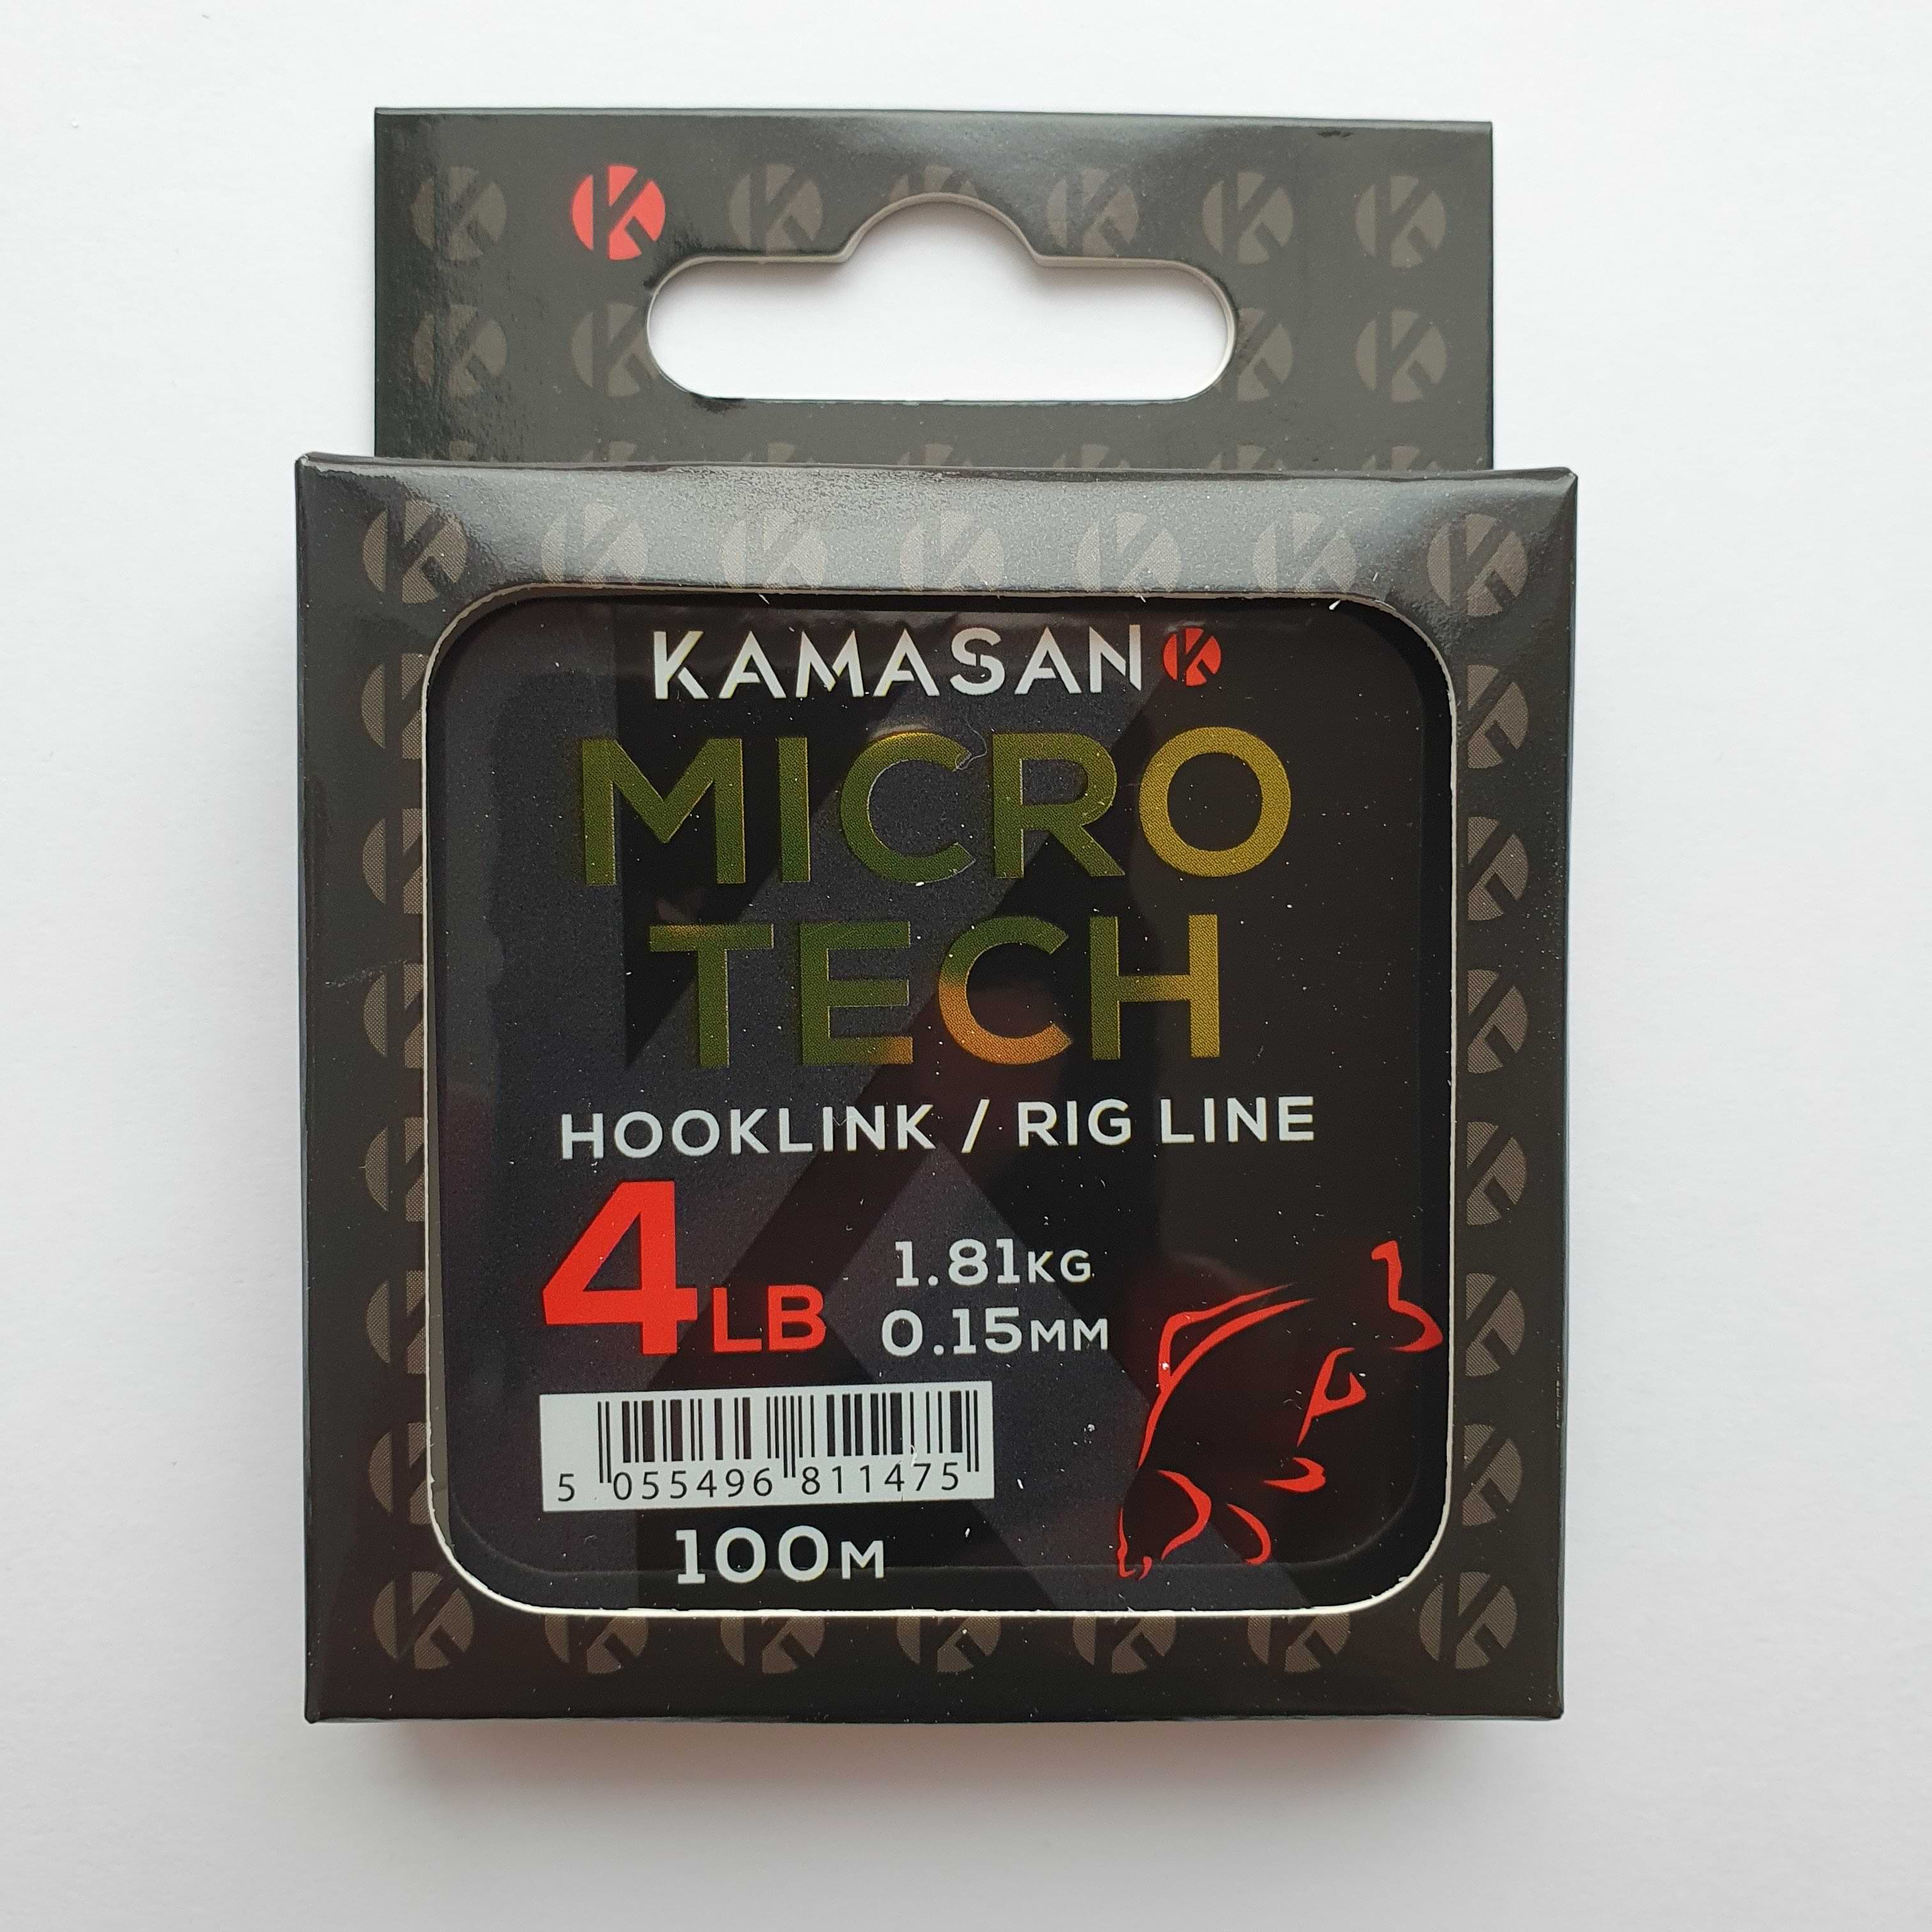 KAMASAN
MICRO
TECH
HOOKLINK / RIG LINE
4LB
1.81KG
0.15MM
5 055496 811475
100M